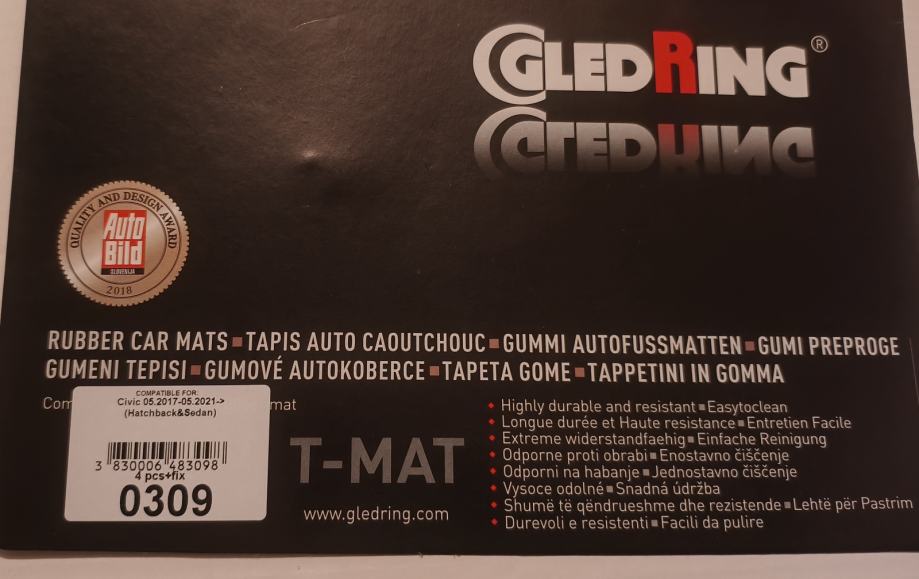 GLEDRING®
QUALITY AND DESIGN AWARD
Auto
Bild
SLOVENIJA
2018
RUBBER CAR MATS ▪ TAPIS AUTO CAOUTCHOUC ▪ GUMMI AUTOFUSSMATTEN ▪ GUMI PREPROGE
GUMENI TEPISI ▪ GUMOVÉ AUTOKOBERCE ▪ TAPETA GOME ▪ TAPPETINI IN GOMMA
COMPATIBLE FOR:
Civic 05.2017-05.2021->
(Hatchback&Sedan)
3 830006 483098
4 pcs+fix
0309
T-MAT
www.gledring.com
Highly durable and resistant ▪ Easytoclean
Longue durée et Haute resistance ▪ Entretien Facile
Extreme widerstandfaehig ▪ Einfache Reinigung
Odporne proti obrabi ▪ Enostavno čiščenje
Odporni na habanje ▪ Jednostavno čiščenje
Vysoce odolné ▪ Snadná údržba
Shumë të qëndrueshme dhe rezistende ▪ Lehtë për Pastrim
Durevoli e resistenti ▪ Facili da pulire